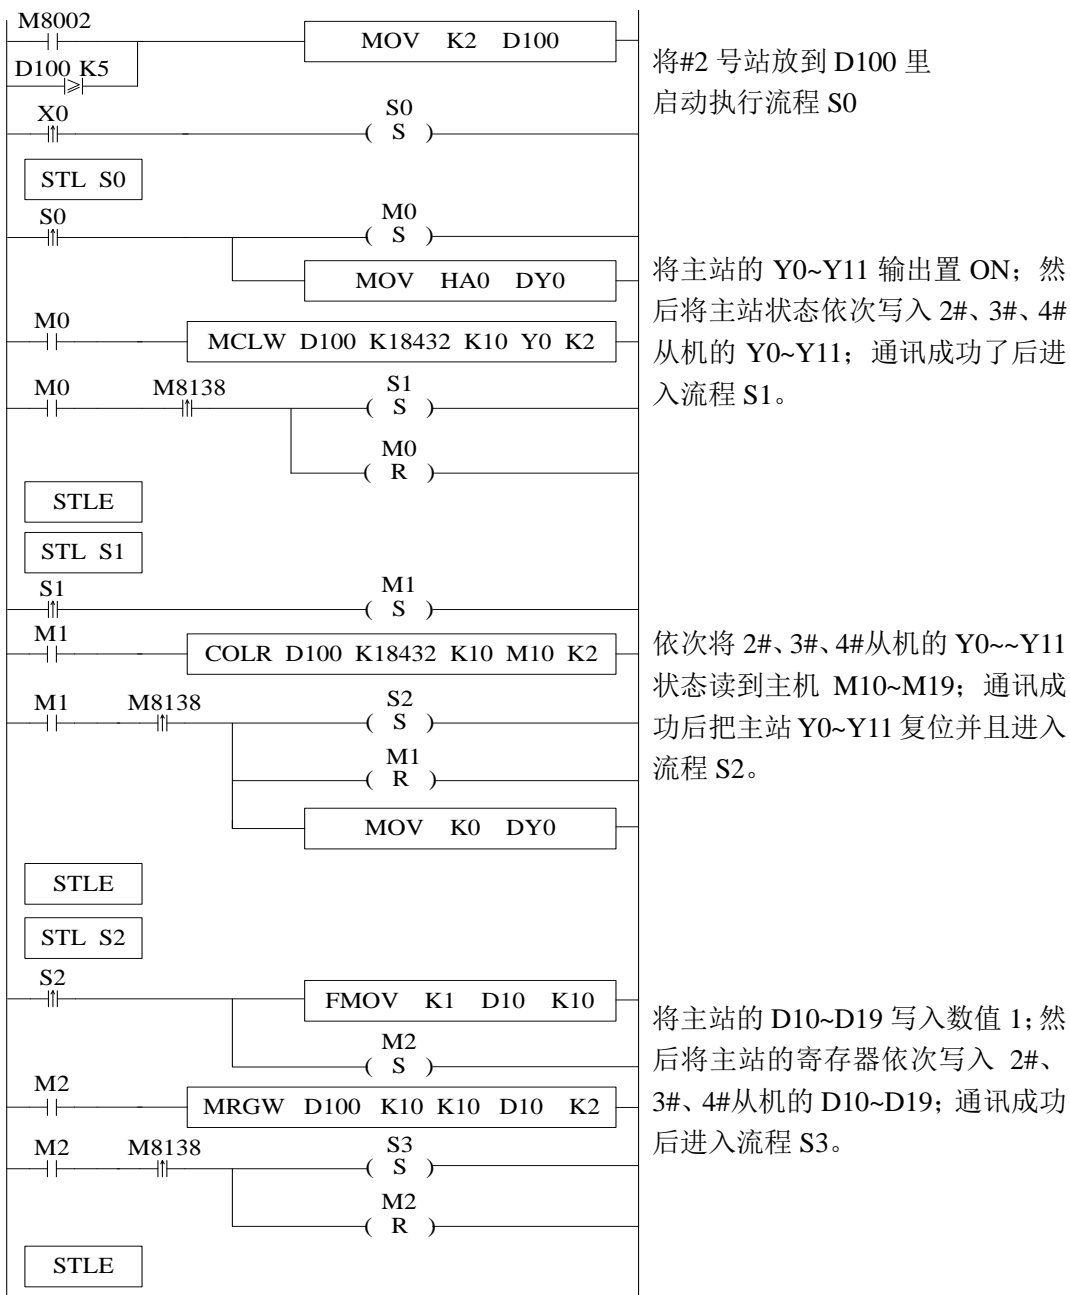 M8002
MOV K2 D100
D100 K5
≥
将#2 号站放到 D100 里
启动执行流程 S0
X0
S0
( S )
STL S0
S0
M0
( S )
MOV HA0 DY0
将主站的 Y0~Y11 输出置 ON；然
后将主站状态依次写入 2#、3#、4#
从机的 Y0~Y11；通讯成功了后进
入流程 S1。
M0
MCLW D100 K18432 K10 Y0 K2
M0
M8138
S1
( S )
M0
( R )
STLE
STL S1
S1
M1
( S )
M1
COLR D100 K18432 K10 M10 K2
依次将 2#、3#、4#从机的 Y0~~Y11
状态读到主机 M10~M19；通讯成
功后把主站 Y0~Y11 复位并且进入
流程 S2。
M1
M8138
S2
( S )
M1
( R )
MOV K0 DY0
STLE
STL S2
S2
FMOV K1 D10 K10
M2
( S )
将主站的 D10~D19 写入数值 1；然
后将主站的寄存器依次写入 2#、
3#、4#从机的 D10~D19；通讯成功
后进入流程 S3。
M2
MRGW D100 K10 K10 D10 K2
M2
M8138
S3
( S )
M2
( R )
STLE